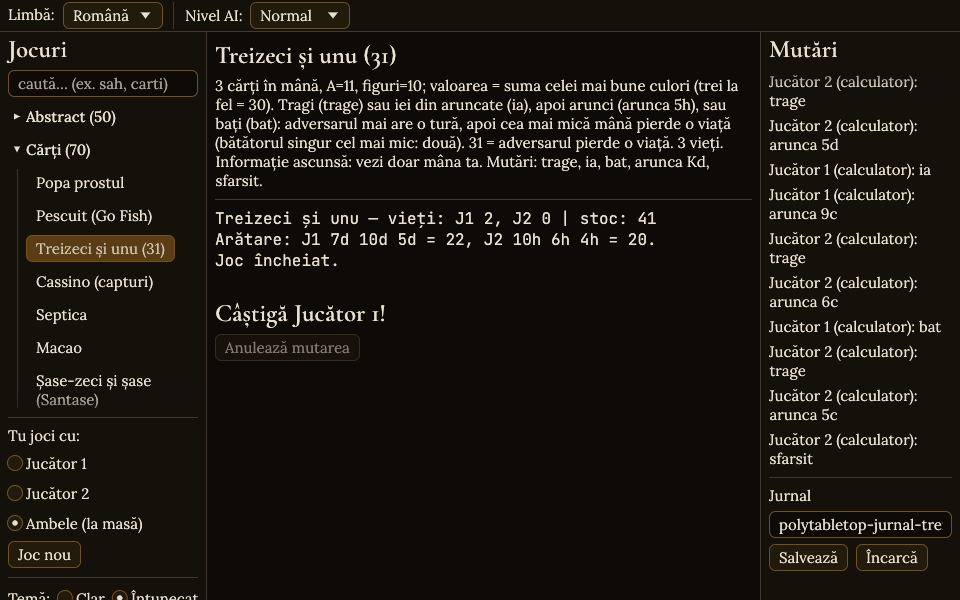 Limbă: Română ▼ Nivel AI: Normal ▼
Jocuri
caută... (ex. sah, carti)
▸ Abstract (50)
▾ Cărți (70)
Popa prostul
Pescuit (Go Fish)
Treizeci și unu (31)
Cassino (capturi)
Septica
Macao
Șase-zeci și șase
(Santase)
Tu joci cu:
Jucător 1
Jucător 2
Ambele (la masă)
Joc nou
Temă: Clar Întunecat
Treizeci și unu (31)
3 cărți în mână, A=11, figuri=10; valoarea = suma celei mai bune culori (trei la
fel = 30). Tragi (trage) sau iei din aruncate (ia), apoi arunci (arunca 5h), sau
bați (bat): adversarul mai are o tură, apoi cea mai mică mână pierde o viață
(bătătorul singur cel mai mic: două). 31 = adversarul pierde o viață. 3 vieți.
Informație ascunsă: vezi doar mâna ta. Mutări: trage, ia, bat, arunca Kd,
sfarsit.
Treizeci și unu — vieți: J1 2, J2 0 | stoc: 41
Arătare: J1 7d 10d 5d = 22, J2 10h 6h 4h = 20.
Joc încheiat.
Câștigă Jucător 1!
Anulează mutarea
Mutări
Jucător 2 (calculator):
trage
Jucător 2 (calculator):
arunca 5d
Jucător 1 (calculator): ia
Jucător 1 (calculator):
arunca 9c
Jucător 2 (calculator):
trage
Jucător 2 (calculator):
arunca 6c
Jucător 1 (calculator): bat
Jucător 2 (calculator):
trage
Jucător 2 (calculator):
arunca 5c
Jucător 2 (calculator):
sfarsit
Jurnal
polytabletop-jurnal-tre
Salvează Încarcă